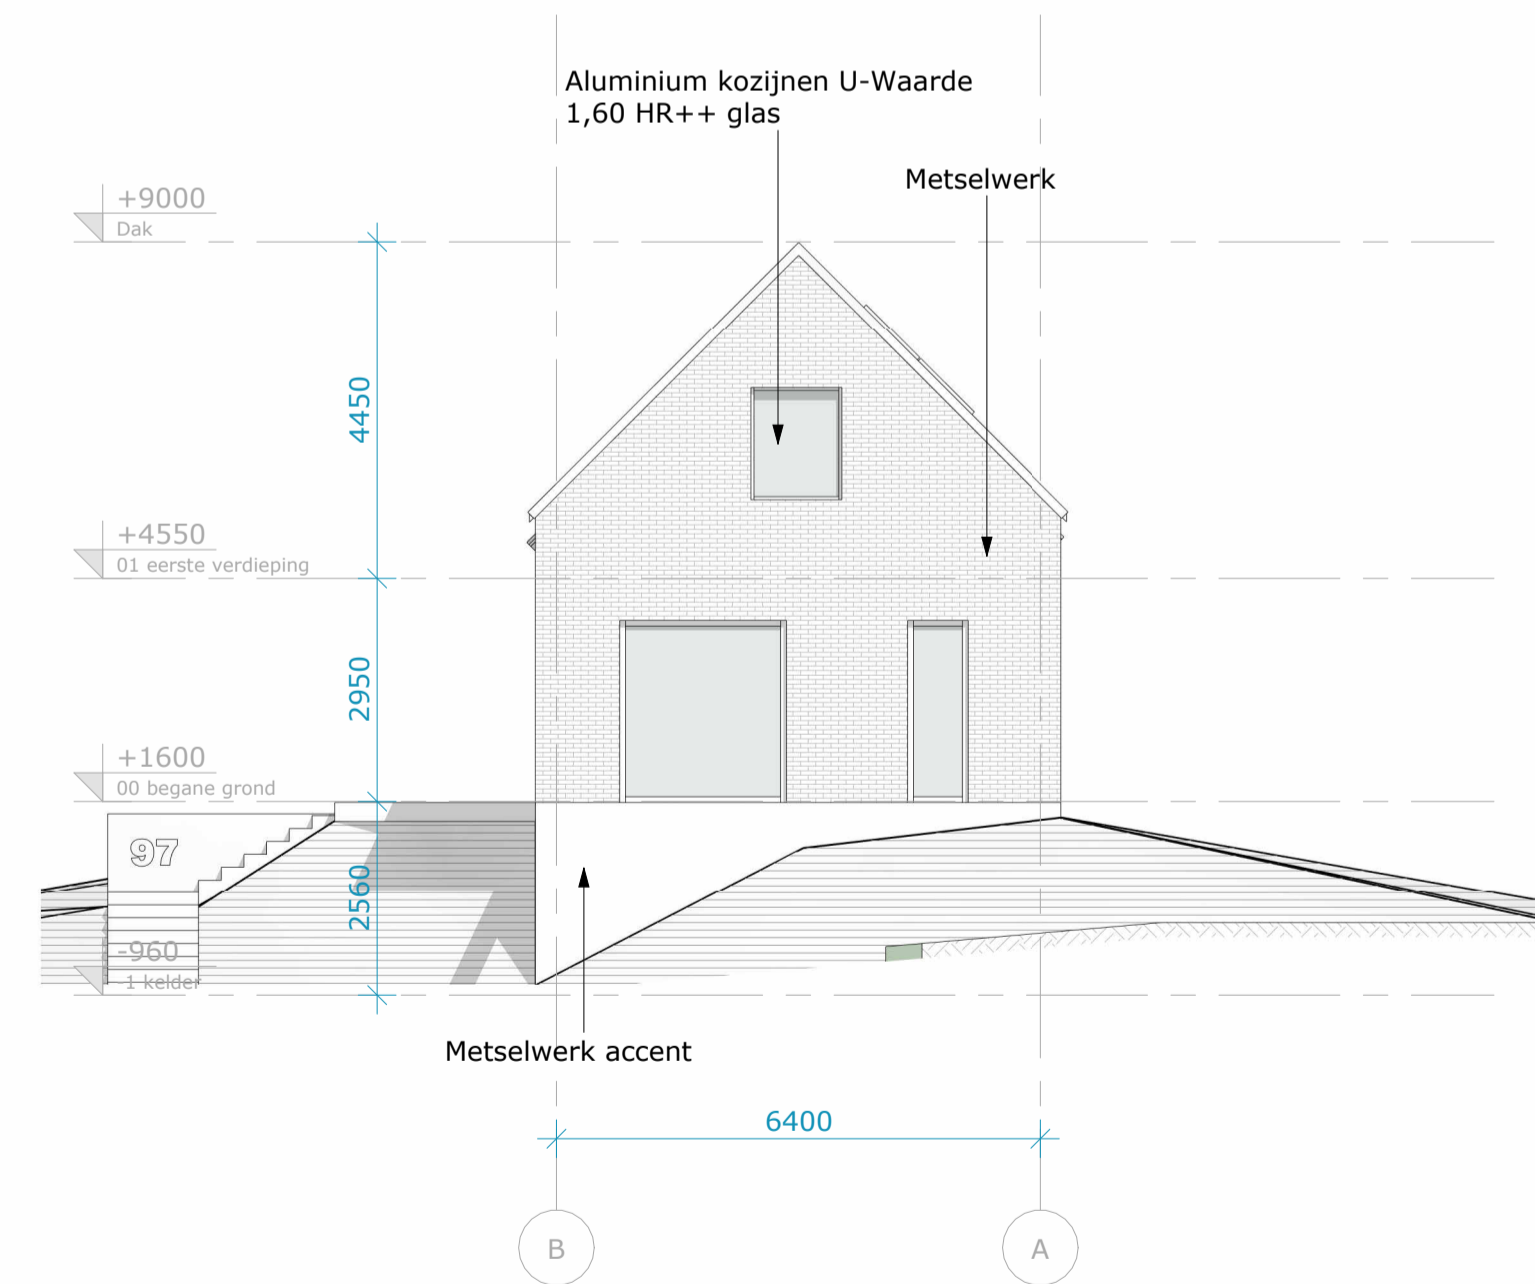 Aluminium kozijnen U-Waarde
1,60 HR++ glas
Metselwerk
+9000
Dak
4450
+4550
01 eerste verdieping
2950
+1600
00 begane grond
97
2560
-960
-1 kelder
Metselwerk accent
6400
B
A